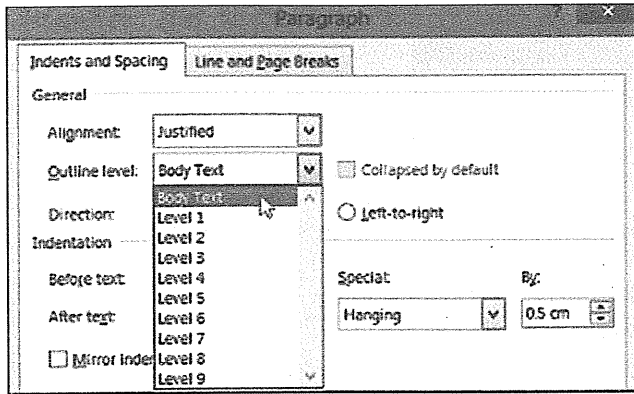 Paragraph ? ×
Indents and Spacing Line and Page Breaks
General
Alignment: Justified
Outline level: Body Text Collapsed by default
Body Text
Direction: Level 1 Left-to-right
Level 2
Indentation Level 3
Before text: Level 4 Special: By:
Level 5
After text: Level 6 Hanging 0.5 cm
Level 7
Mirror inde Level 8
Level 9